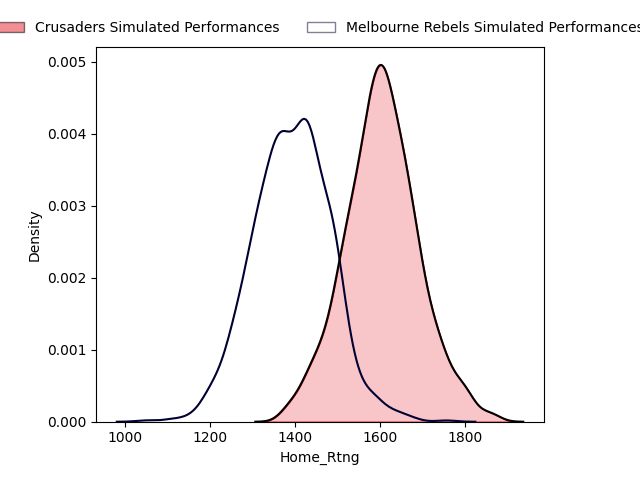 Crusaders Simulated Performances Melbourne Rebels Simulated Performances
0.005
0.004
0.003
0.002
0.001
0.000
Density
1000 1200 1400 1600 1800
Home_Rtng